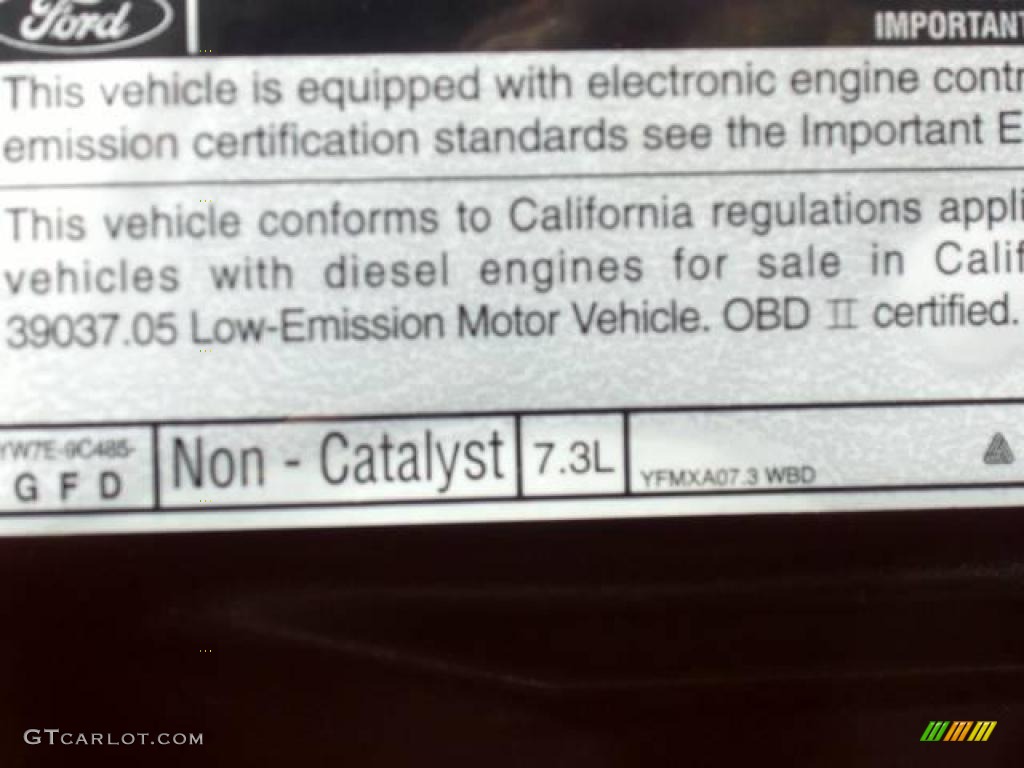 Ford
IMPORTANT
This vehicle is equipped with electronic engine contr
emission certification standards see the Important E
This vehicle conforms to California regulations appli
vehicles with diesel engines for sale in Calif
39037.05 Low-Emission Motor Vehicle. OBD II certified.
YW7E-9C485-
G F D
Non - Catalyst
7.3L
YFMXA07.3 WBD
GTCARLOT.COM